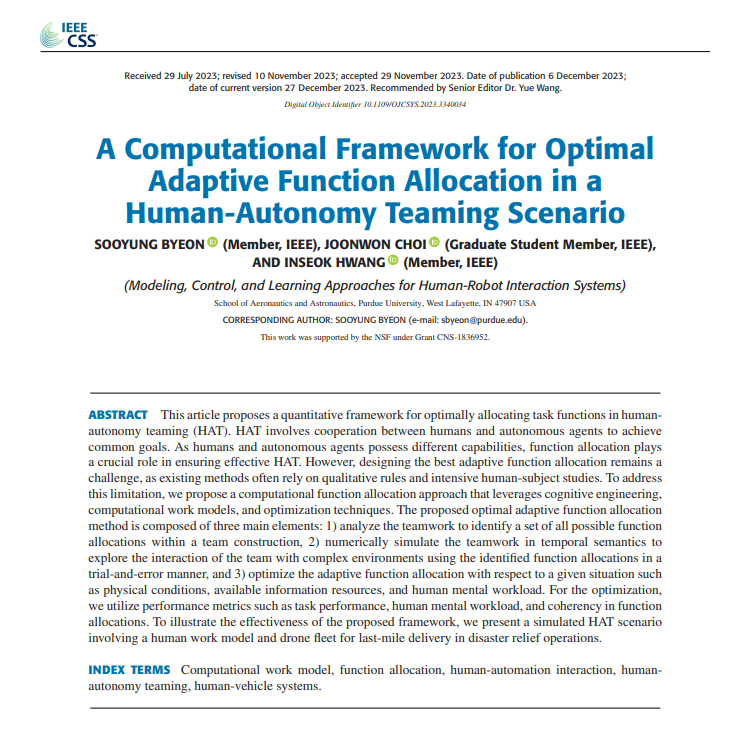 IEEE
CSS
Received 29 July 2023; revised 10 November 2023; accepted 29 November 2023. Date of publication 6 December 2023;
date of current version 27 December 2023. Recommended by Senior Editor Dr. Yue Wang.
Digital Object Identifier 10.1109/OJCSYS.2023.3340034
A Computational Framework for Optimal
Adaptive Function Allocation in a
Human-Autonomy Teaming Scenario
SOOYUNG BYEON iD (Member, IEEE), JOONWON CHOI iD (Graduate Student Member, IEEE),
AND INSEOK HWANG iD (Member, IEEE)
(Modeling, Control, and Learning Approaches for Human-Robot Interaction Systems)
School of Aeronautics and Astronautics, Purdue University, West Lafayette, IN 47907 USA
CORRESPONDING AUTHOR: SOOYUNG BYEON (e-mail: sbyeon@purdue.edu).
This work was supported by the NSF under Grant CNS-1836952.
ABSTRACT This article proposes a quantitative framework for optimally allocating task functions in human-
autonomy teaming (HAT). HAT involves cooperation between humans and autonomous agents to achieve
common goals. As humans and autonomous agents possess different capabilities, function allocation plays
a crucial role in ensuring effective HAT. However, designing the best adaptive function allocation remains a
challenge, as existing methods often rely on qualitative rules and intensive human-subject studies. To address
this limitation, we propose a computational function allocation approach that leverages cognitive engineering,
computational work models, and optimization techniques. The proposed optimal adaptive function allocation
method is composed of three main elements: 1) analyze the teamwork to identify a set of all possible function
allocations within a team construction, 2) numerically simulate the teamwork in temporal semantics to
explore the interaction of the team with complex environments using the identified function allocations in a
trial-and-error manner, and 3) optimize the adaptive function allocation with respect to a given situation such
as physical conditions, available information resources, and human mental workload. For the optimization,
we utilize performance metrics such as task performance, human mental workload, and coherency in function
allocations. To illustrate the effectiveness of the proposed framework, we present a simulated HAT scenario
involving a human work model and drone fleet for last-mile delivery in disaster relief operations.
INDEX TERMS Computational work model, function allocation, human-automation interaction, human-
autonomy teaming, human-vehicle systems.